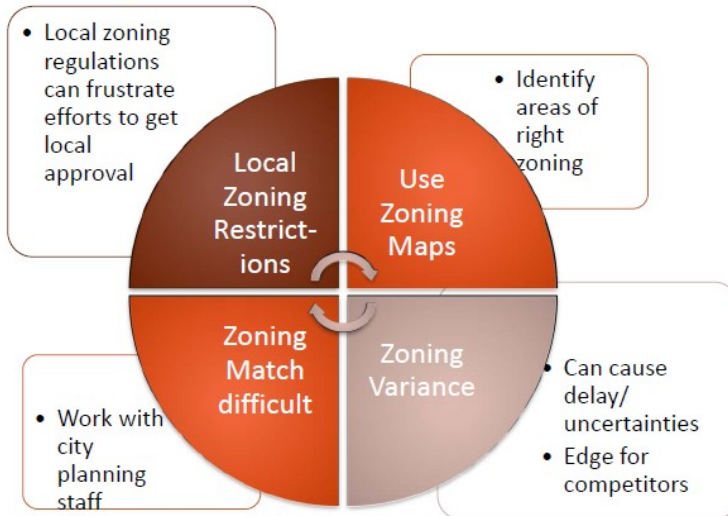 • Local zoning
regulations
can frustrate
efforts to get
local
approval
Local
Zoning
Restrict-
ions
Use
Zoning
Maps
• Identify
areas of
right
zoning
Zoning
Match
difficult
• Work with
city
planning
staff
Zoning
Variance
• Can cause
delay/
uncertainties
• Edge for
competitors